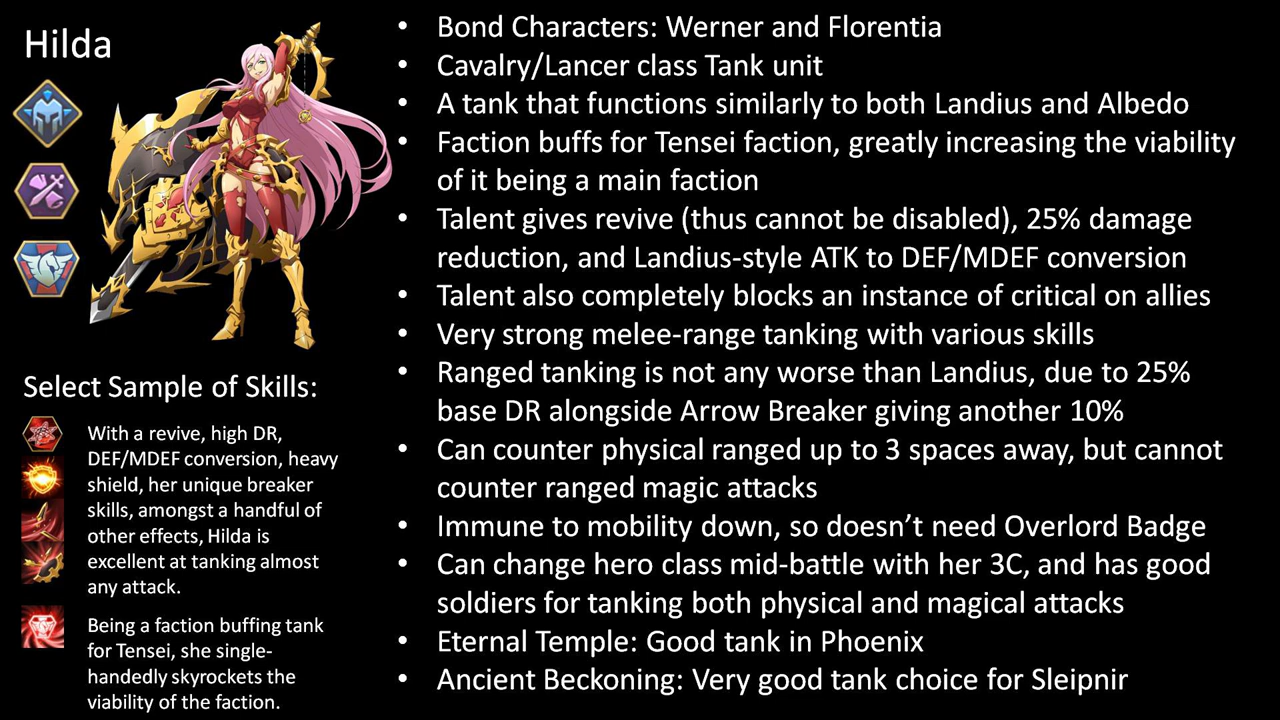 Hilda
• Bond Characters: Werner and Florentia
• Cavalry/Lancer class Tank unit
• A tank that functions similarly to both Landius and Albedo
• Faction buffs for Tensei faction, greatly increasing the viability
of it being a main faction
• Talent gives revive (thus cannot be disabled), 25% damage
reduction, and Landius-style ATK to DEF/MDEF conversion
• Talent also completely blocks an instance of critical on allies
• Very strong melee-range tanking with various skills
• Ranged tanking is not any worse than Landius, due to 25%
base DR alongside Arrow Breaker giving another 10%
• Can counter physical ranged up to 3 spaces away, but cannot
counter ranged magic attacks
• Immune to mobility down, so doesn’t need Overlord Badge
• Can change hero class mid-battle with her 3C, and has good
soldiers for tanking both physical and magical attacks
• Eternal Temple: Good tank in Phoenix
• Ancient Beckoning: Very good tank choice for Sleipnir
Select Sample of Skills:
With a revive, high DR,
DEF/MDEF conversion, heavy
shield, her unique breaker
skills, amongst a handful of
other effects, Hilda is
excellent at tanking almost
any attack.
Being a faction buffing tank
for Tensei, she single-
handedly skyrockets the
viability of the faction.